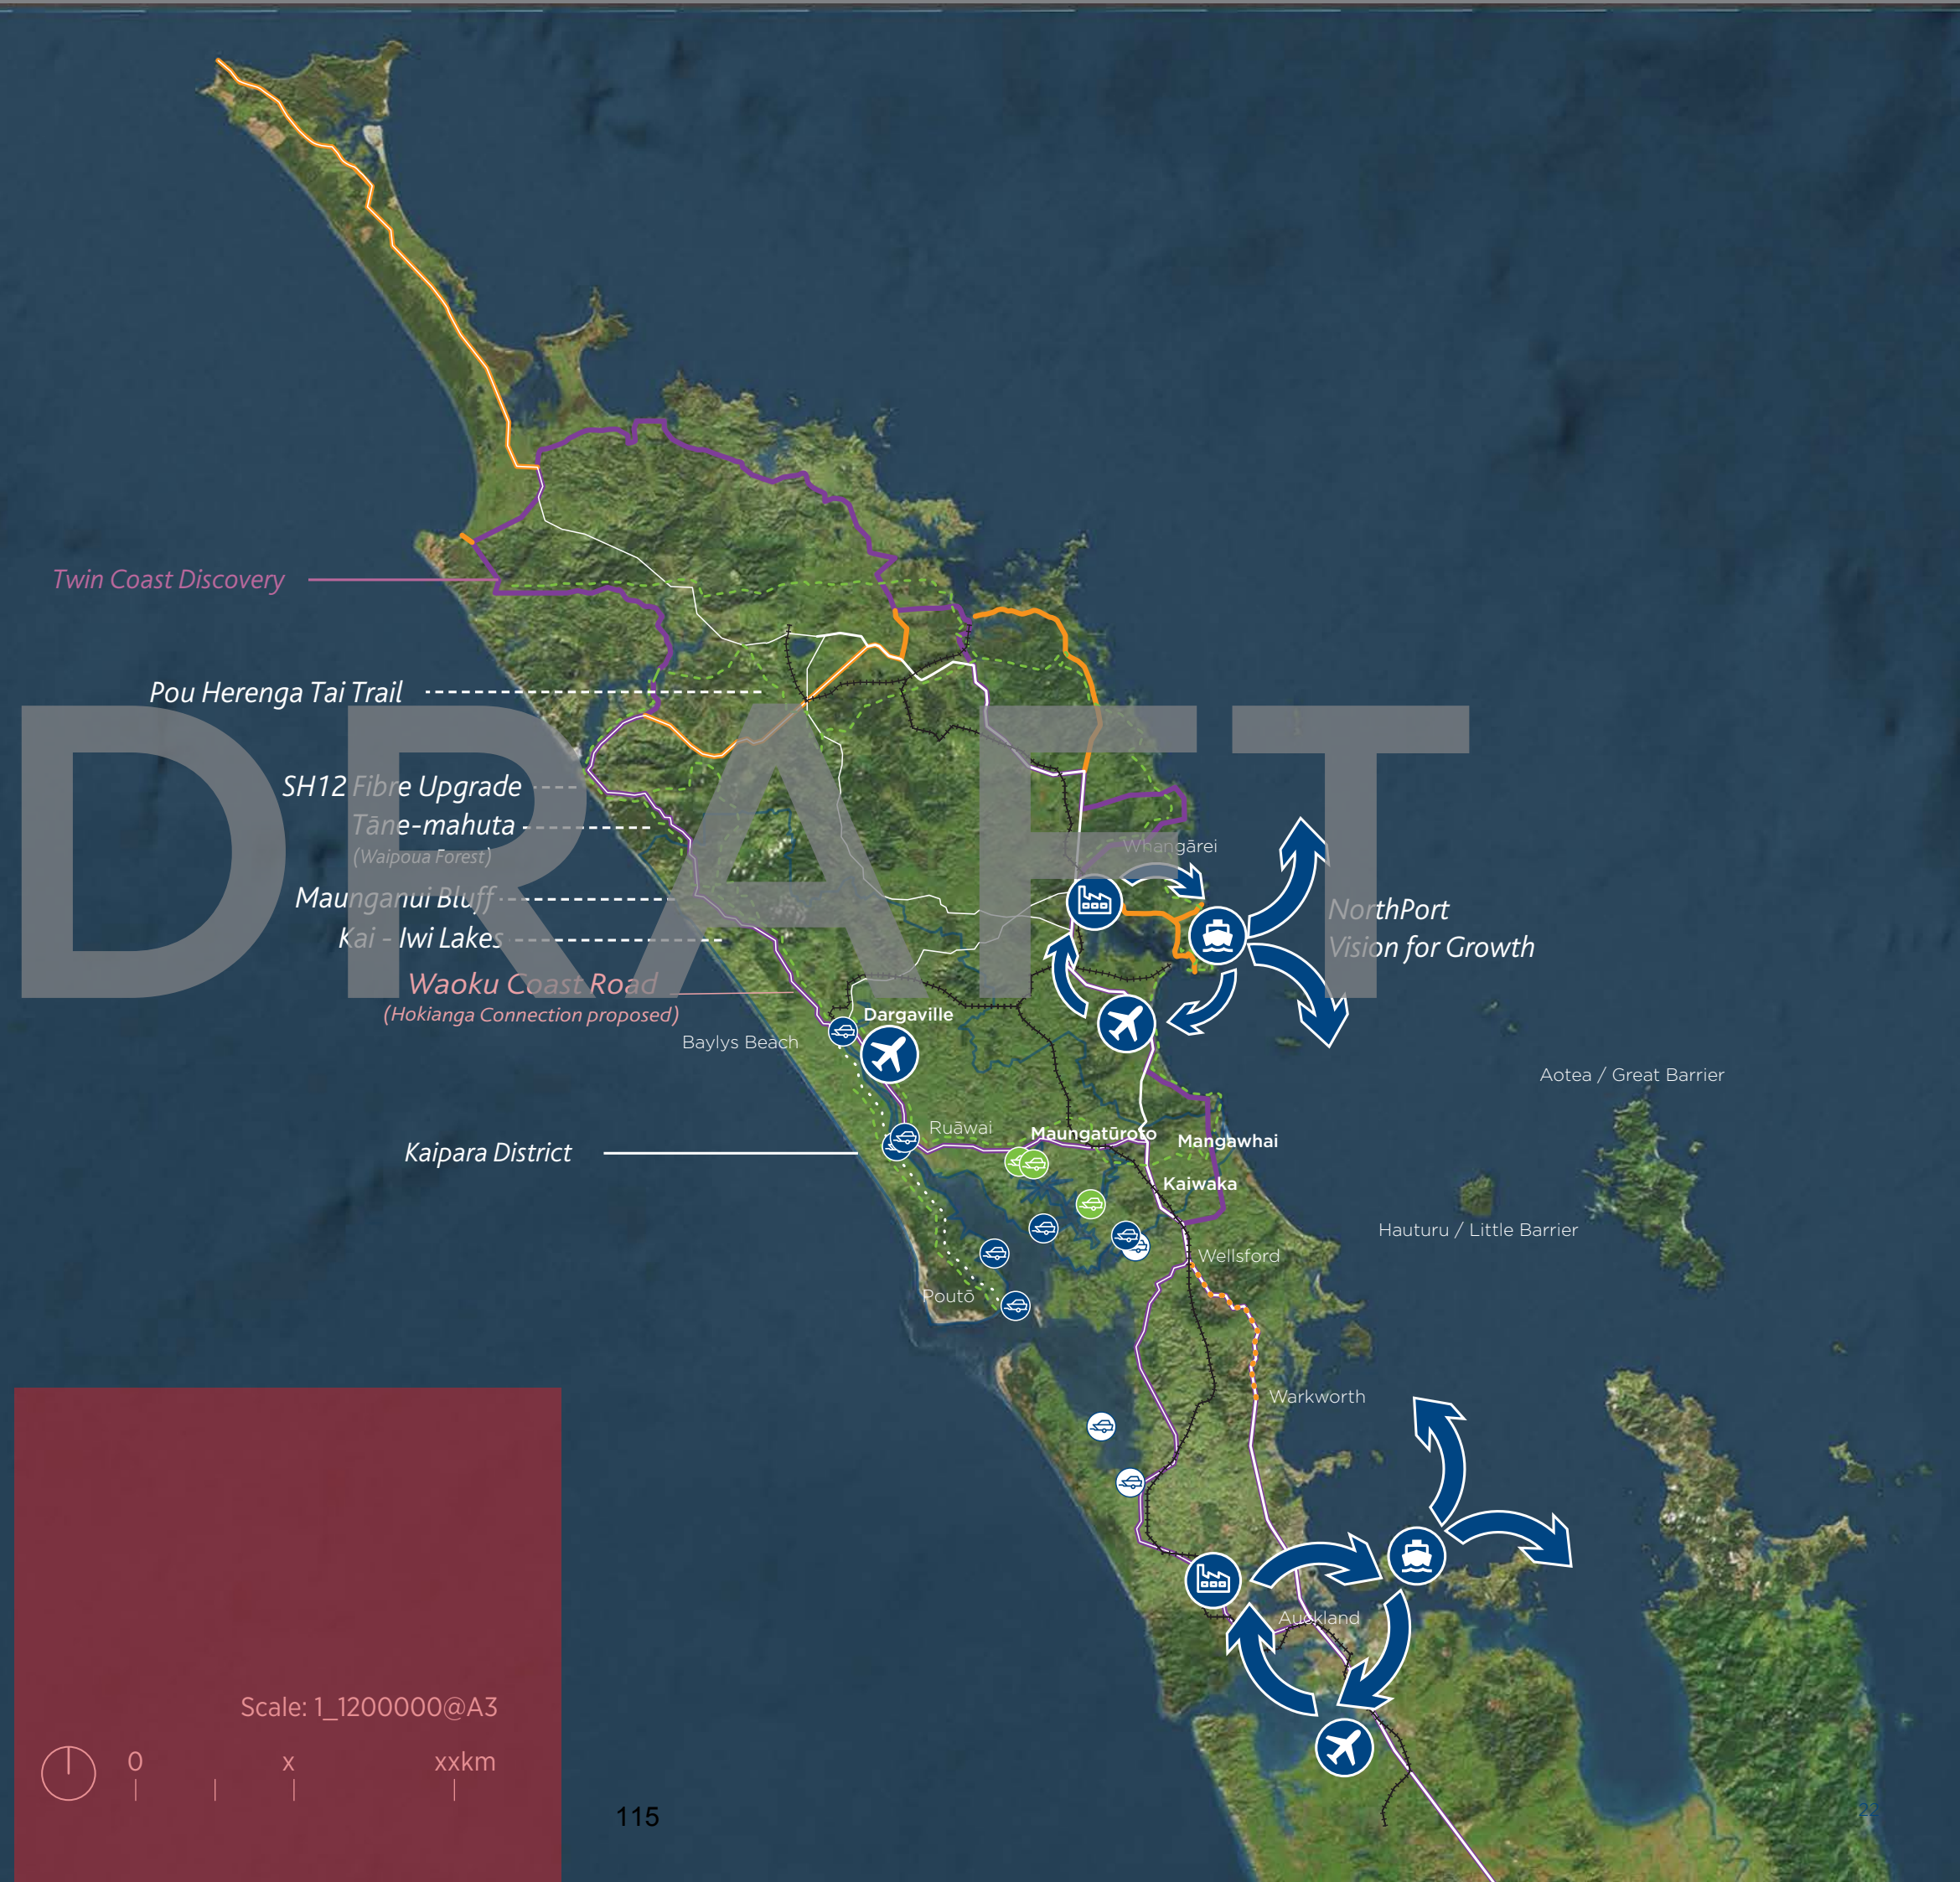 Twin Coast Discovery
Pou Herenga Tai Trail
DRAFT
SH12 Fibre Upgrade
Tāne-mahuta
(Waipoua Forest)
Whangārei
Maunganui Bluff
NorthPort
Vision for Growth
Kai - Iwi Lakes
Waoku Coast Road
(Hokianga Connection proposed)
Dargaville
Baylys Beach
Aotea / Great Barrier
Ruāwai
Maungatūroto
Mangawhai
Kaipara District
Kaiwaka
Hauturu / Little Barrier
Wellsford
Poutō
Warkworth
Auckland
Scale: 1_1200000@A3
0 x xxkm
115